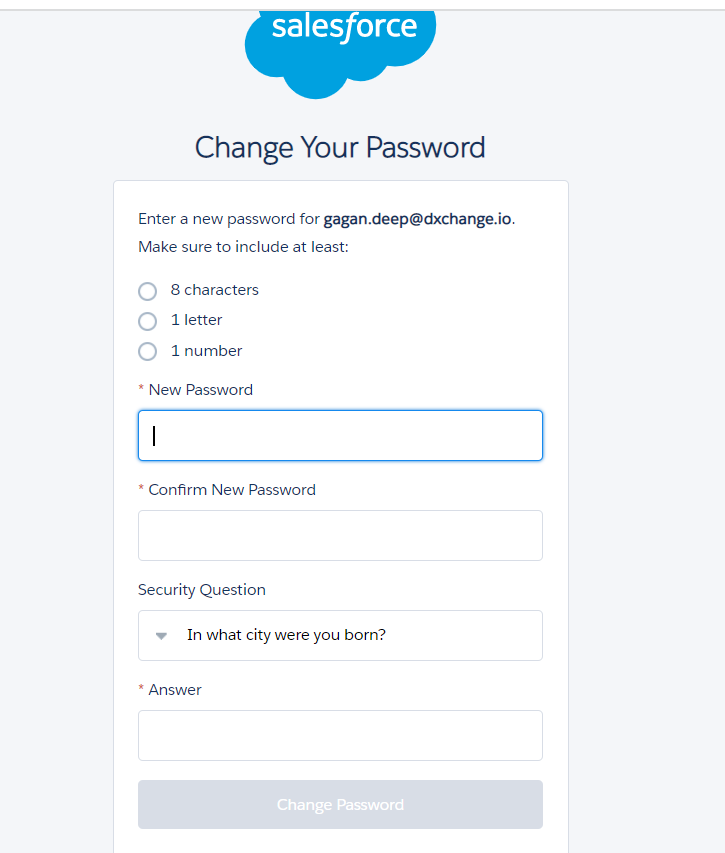 salesforce
Change Your Password
Enter a new password for gagan.deep@dxchange.io.
Make sure to include at least:
8 characters
1 letter
1 number
* New Password
* Confirm New Password
Security Question
In what city were you born?
* Answer
Change Password